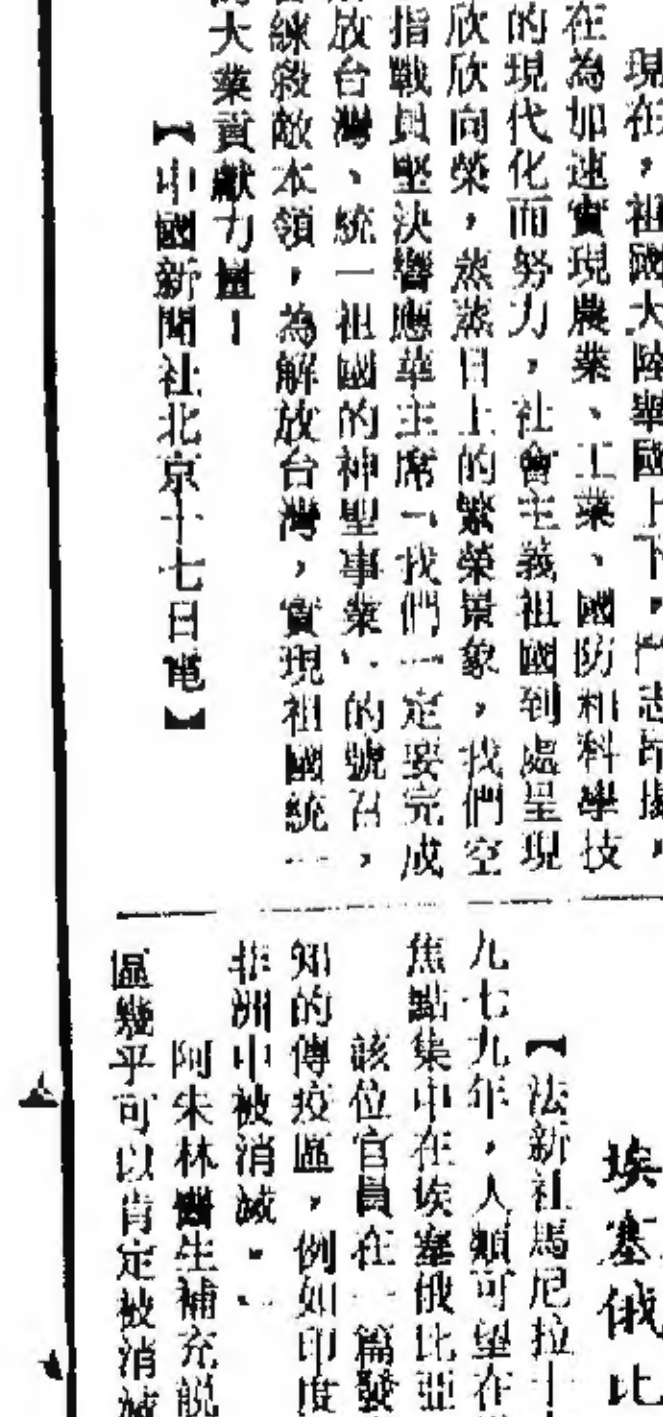 現在,祖國大陸舉國上下,鬥志昂揚,
在為加速實現農業、工業、國防和科學技
的現代化而努力,社會主義祖國到處呈現
欣欣向榮,蒸蒸日上的繁榮景象,我們空
指戰員堅決響應華主席「我們一定要完成
放台灣、統一祖國的神聖事業」的號召,
練殺敵本領,為解放台灣,實現祖國統一
大業貢獻力量!
【中國新聞社北京十七日電】
埃塞俄比
【法新社馬尼拉十
九七九年,人類可望在
焦點集中在埃塞俄比亞
該位官員在一篇發
知的傳疫區,例如印度
非洲中被消滅。
阿朱林醫生補充說
區幾乎可以肯定被消滅